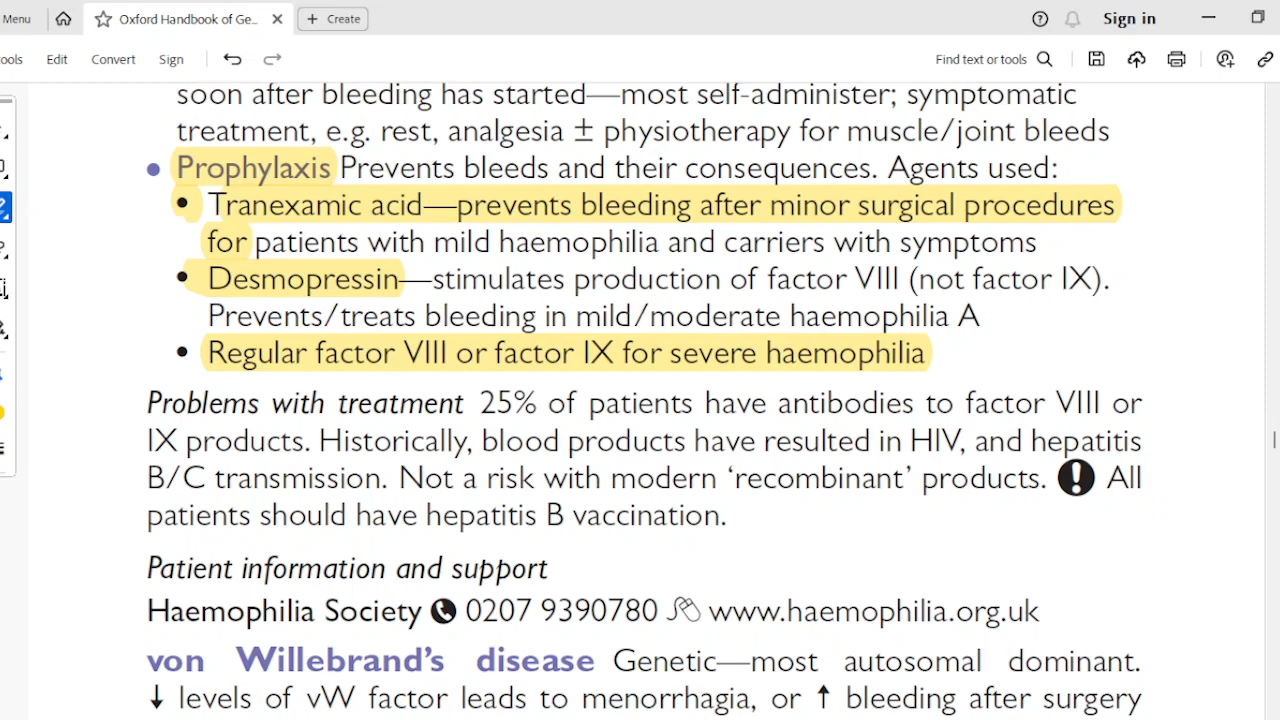 Menu
Oxford Handbook of Ge...
Create
Sign in
ools
Edit
Convert
Sign
Find text or tools
soon after bleeding has started—most self-administer; symptomatic
treatment, e.g. rest, analgesia ± physiotherapy for muscle/joint bleeds
• Prophylaxis Prevents bleeds and their consequences. Agents used:
• Tranexamic acid—prevents bleeding after minor surgical procedures
for patients with mild haemophilia and carriers with symptoms
• Desmopressin—stimulates production of factor VIII (not factor IX).
Prevents/treats bleeding in mild/moderate haemophilia A
• Regular factor VIII or factor IX for severe haemophilia
Problems with treatment 25% of patients have antibodies to factor VIII or
IX products. Historically, blood products have resulted in HIV, and hepatitis
B/C transmission. Not a risk with modern ‘recombinant’ products. ! All
patients should have hepatitis B vaccination.
Patient information and support
Haemophilia Society 0207 9390780 www.haemophilia.org.uk
von Willebrand’s disease Genetic—most autosomal dominant.
↓ levels of vW factor leads to menorrhagia, or ↑ bleeding after surgery